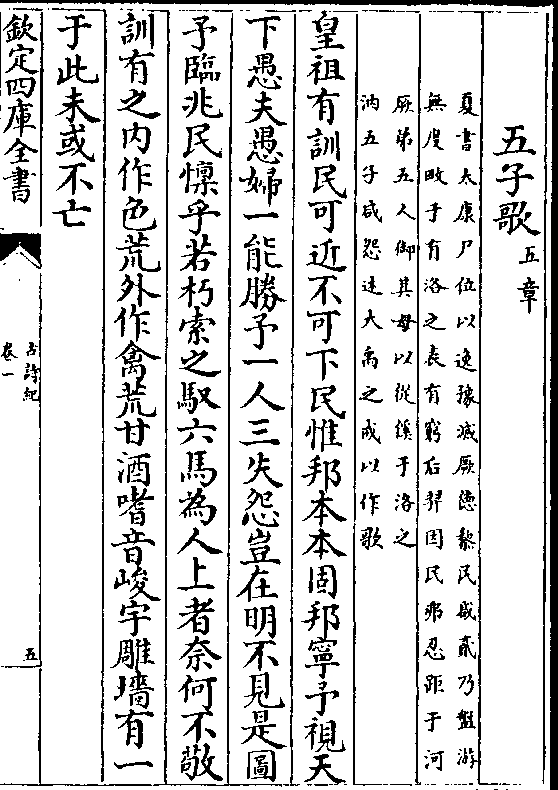 五子歌五章
夏書太康尸位以逸豫滅厥徳黎民咸貳乃盤游
無度畋于有洛之表有窮后羿因民弗忍距于河
厥弟五人御其母以從徯于洛之
汭五子咸怨述大禹之戒以作歌
皇祖有訓民可近不可下民惟邦本本固邦寧予視天
下愚夫愚婦一能勝予一人三失怨豈在明不見是圖
予臨兆民懍乎若朽索之馭六馬為人上者奈何不敬
訓有之内作色荒外作禽荒甘酒嗜音峻宇雕墻有一
于此未或不亡
欽定四庫全書
古詩紀
卷一
五